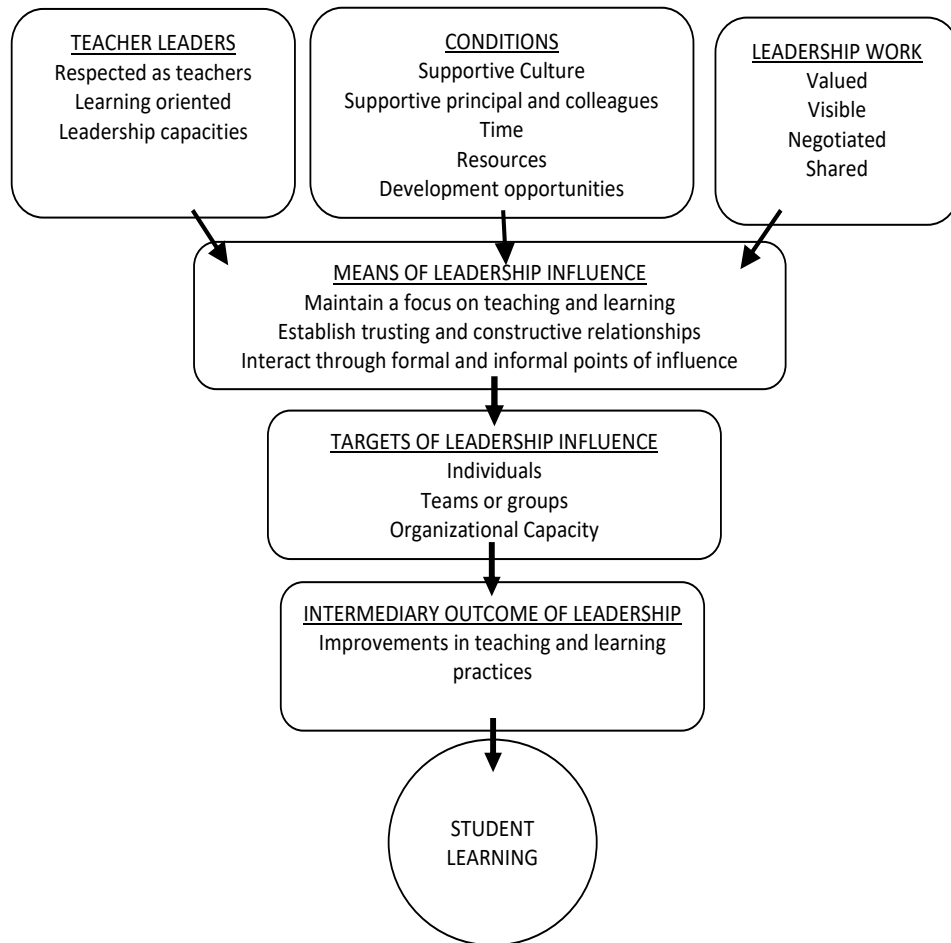 TEACHER LEADERS
Respected as teachers
Learning oriented
Leadership capacities
CONDITIONS
Supportive Culture
Supportive principal and colleagues
Time
Resources
Development opportunities
LEADERSHIP WORK
Valued
Visible
Negotiated
Shared
MEANS OF LEADERSHIP INFLUENCE
Maintain a focus on teaching and learning
Establish trusting and constructive relationships
Interact through formal and informal points of influence
TARGETS OF LEADERSHIP INFLUENCE
Individuals
Teams or groups
Organizational Capacity
INTERMEDIARY OUTCOME OF LEADERSHIP
Improvements in teaching and learning
practices
STUDENT
LEARNING